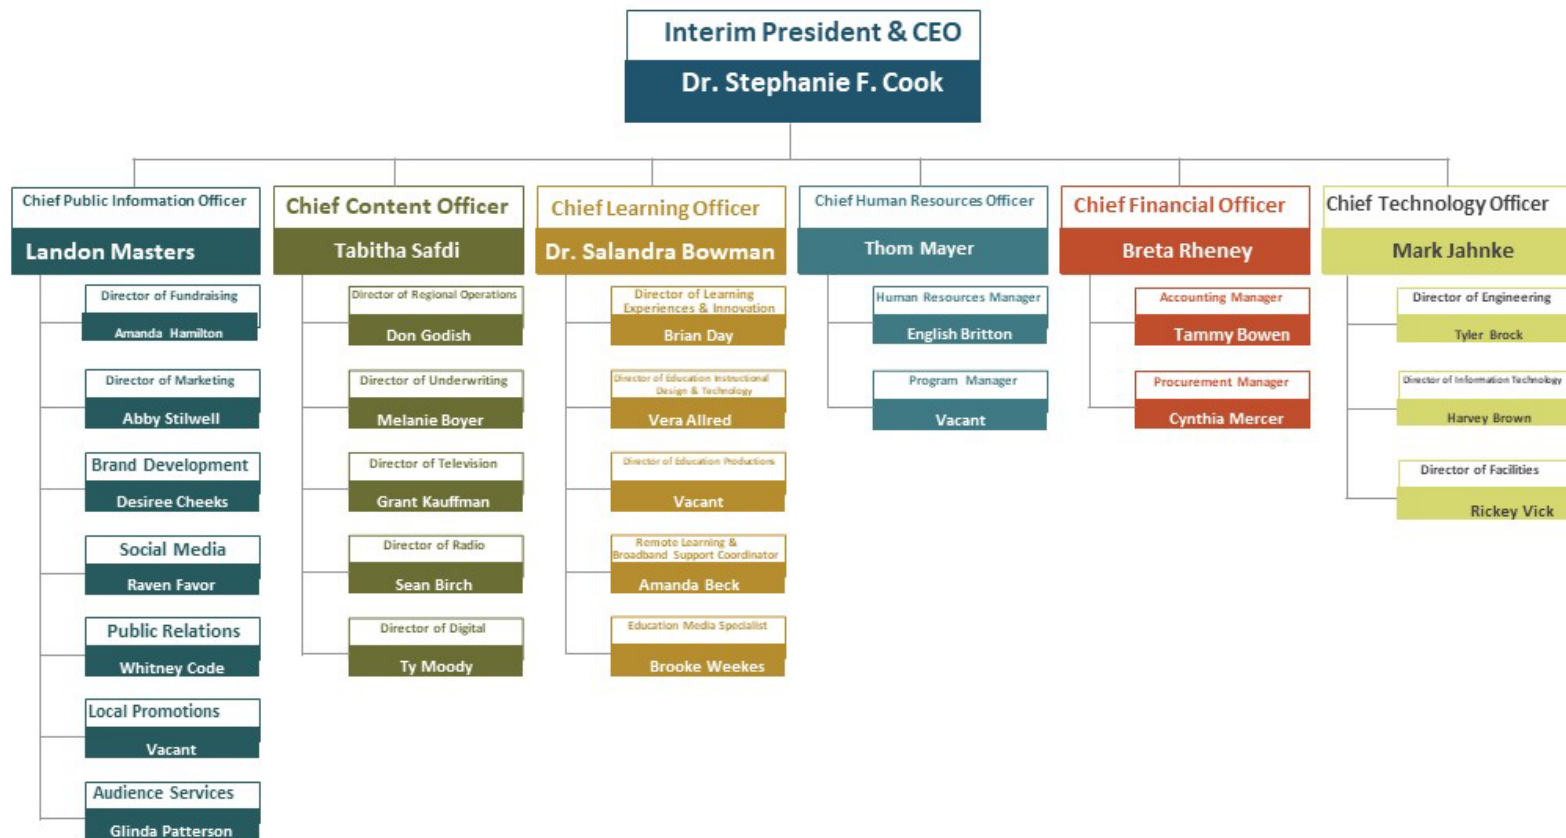 Interim President & CEO
Dr. Stephanie F. Cook
Chief Public Information Officer
Landon Masters
Director of Fundraising
Amanda Hamilton
Director of Marketing
Abby Stilwell
Brand Development
Desiree Cheeks
Social Media
Raven Favor
Public Relations
Whitney Code
Local Promotions
Vacant
Audience Services
Glinda Patterson
Chief Content Officer
Tabitha Safdi
Director of Regional Operations
Don Godish
Director of Underwriting
Melanie Boyer
Director of Television
Grant Kauffman
Director of Radio
Sean Birch
Director of Digital
Ty Moody
Chief Learning Officer
Dr. Salandra Bowman
Director of Learning
Experiences & Innovation
Brian Day
Director of Education Instructional
Design & Technology
Vera Allred
Director of Education Productions
Vacant
Remote Learning &
Broadband Support Coordinator
Amanda Beck
Education Media Specialist
Brooke Weekes
Chief Human Resources Officer
Thom Mayer
Human Resources Manager
English Britton
Program Manager
Vacant
Chief Financial Officer
Breta Rheney
Accounting Manager
Tammy Bowen
Procurement Manager
Cynthia Mercer
Chief Technology Officer
Mark Jahnke
Director of Engineering
Tyler Brock
Director of Information Technology
Harvey Brown
Director of Facilities
Rickey Vick